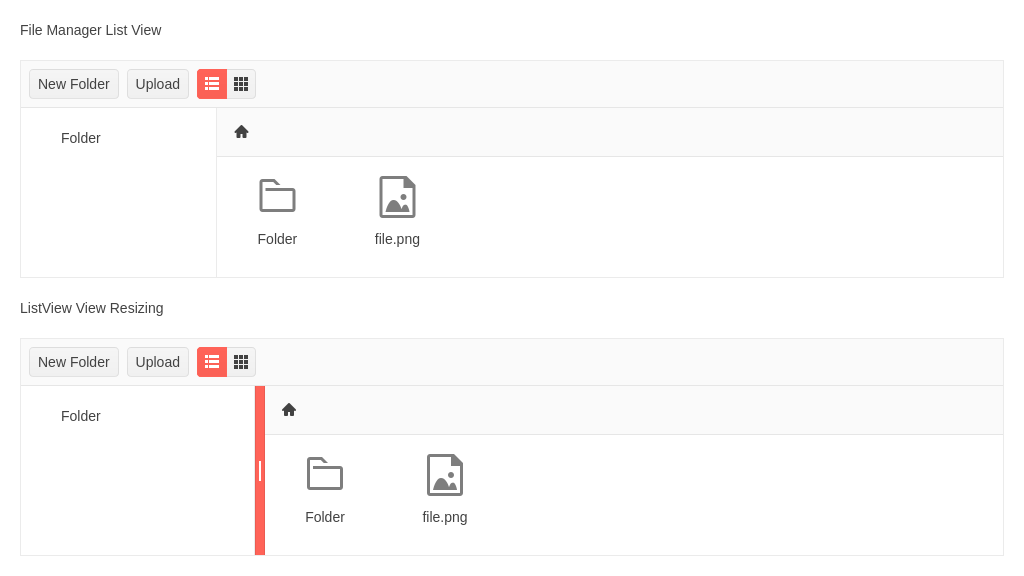 File Manager List View
New Folder Upload
Folder
Folder file.png
ListView View Resizing
New Folder Upload
Folder
Folder file.png